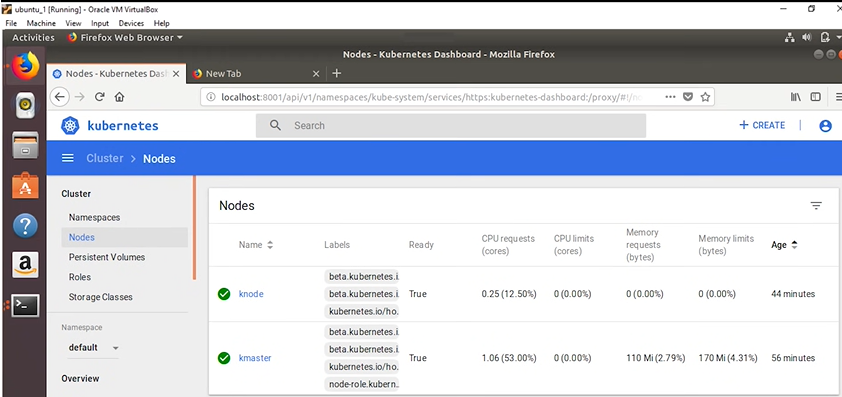 ubuntu_1 [Running] - Oracle VM VirtualBox
File Machine View Input Devices Help
Activities Firefox Web Browser
Nodes - Kubernetes Dashboard - Mozilla Firefox
Nodes - Kubernetes Dash New Tab
localhost:8001/api/v1/namespaces/kube-system/services/https:kubernetes-dashboard:/proxy/#!/
kubernetes Search + CREATE
Cluster > Nodes
Cluster
Namespaces
Nodes
Persistent Volumes
Roles
Storage Classes
Namespace
default
Overview
Nodes
Name Labels Ready CPU requests (cores) CPU limits (cores) Memory requests (bytes) Memory limits (bytes) Age
beta.kubernetes.i.
knode beta.kubernetes.i. True 0.25 (12.50%) 0 (0.00%) 0 (0.00%) 0 (0.00%) 44 minutes
kubernetes.io/ho.
beta.kubernetes.i.
beta.kubernetes.i.
kmaster True 1.06 (53.00%) 0 (0.00%) 110 Mi (2.79%) 170 Mi (4.31%) 56 minutes
kubernetes.io/ho.
node-role.kubern..